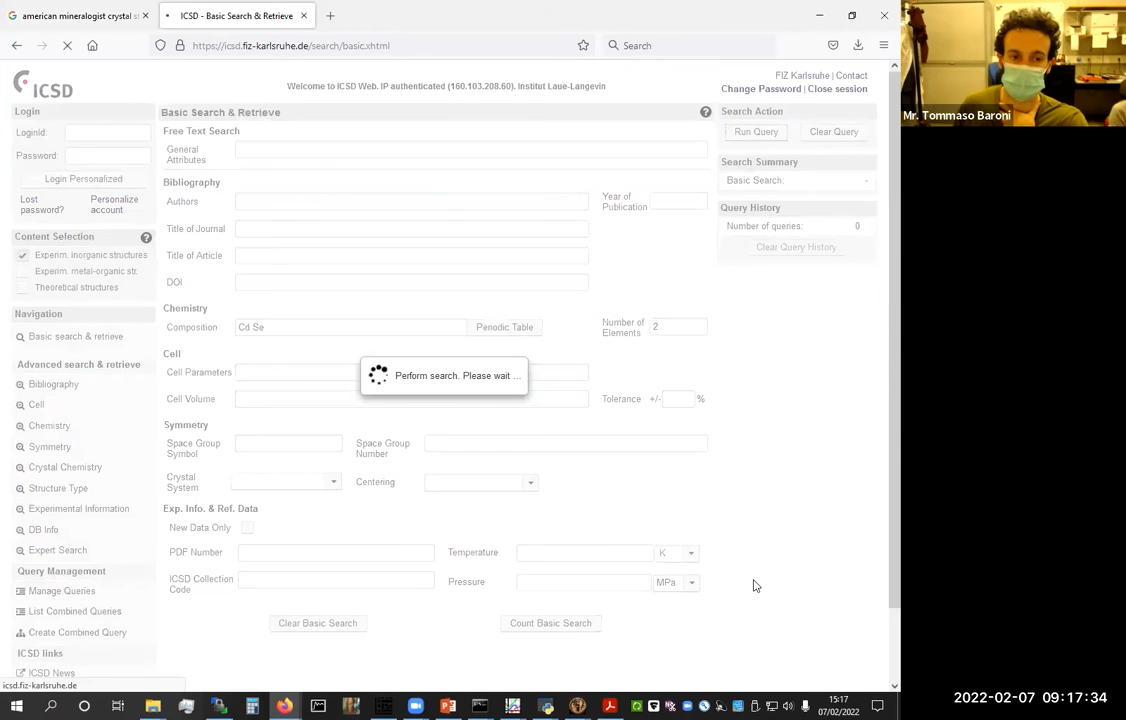 american mineralogist crystal s
ICSD - Basic Search & Retrieve
https://icsd.fiz-karlsruhe.de/search/basic.xhtml
Search
ICSD
Welcome to ICSD Web. IP authenticated (160.103.208.60). Institut Laue-Langevin
FIZ Karlsruhe | Contact
Change Password | Close session
Login
LoginId:
Password:
Login Personalized
Lost password?
Personalize account
Content Selection
Experim. inorganic structures
Experim. metal-organic str.
Theoretical structures
Navigation
Basic search & retrieve
Advanced search & retrieve
Bibliography
Cell
Chemistry
Symmetry
Crystal Chemistry
Structure Type
Experimental Information
DB Info
Expert Search
Query Management
Manage Queries
List Combined Queries
Create Combined Query
ICSD links
ICSD News
icsd.fiz-karlsruhe.de
Basic Search & Retrieve
Free Text Search
General Attributes
Bibliography
Authors
Year of Publication
Title of Journal
Title of Article
DOI
Chemistry
Composition
Cd Se
Periodic Table
Number of Elements
2
Cell
Cell Parameters
Perform search. Please wait ...
Cell Volume
Tolerance +/- %
Symmetry
Space Group Symbol
Space Group Number
Crystal System
Centering
Exp. Info. & Ref. Data
New Data Only
PDF Number
Temperature
K
ICSD Collection Code
Pressure
MPa
Clear Basic Search
Count Basic Search
Search Action
Run Query
Clear Query
Search Summary
Basic Search: -
Query History
Number of queries: 0
Clear Query History
Mr. Tommaso Baroni
15:17
07/02/2022
2022-02-07 09:17:34